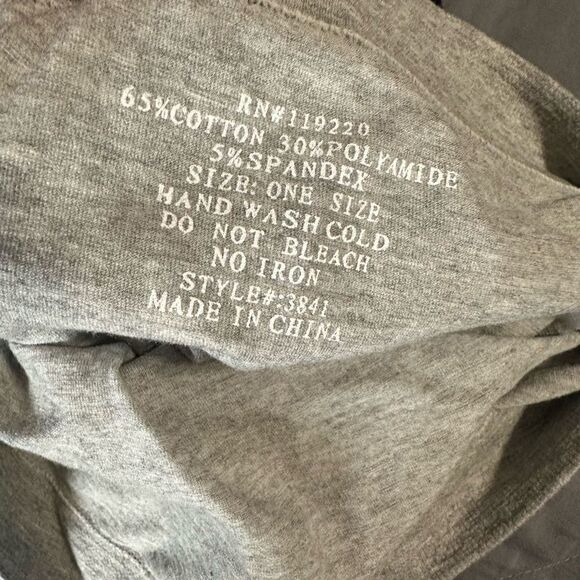 RN#119220
65%COTTON 30%POLYAMIDE
5%SPANDEX
SIZE: ONE SIZE
HAND WASH COLD
DO NOT BLEACH
NO IRON
STYLE#:3841
MADE IN CHINA